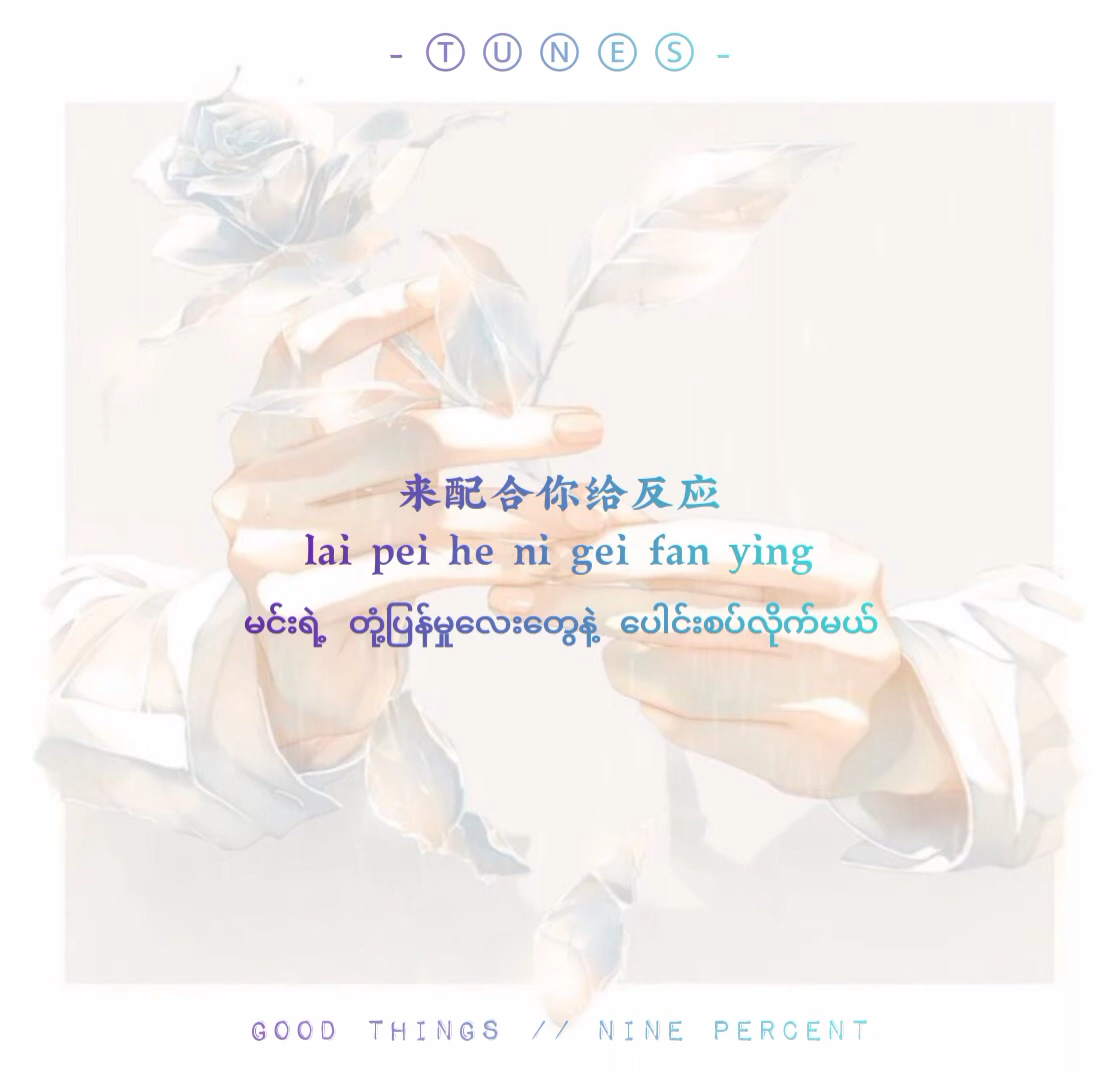 - Ⓣ Ⓤ Ⓝ Ⓔ Ⓢ -
来配合你给反应
lai pei he ni gei fan ying
မင်းရဲ့ တုံ့ပြန်မှုလေးတွေနဲ့ ပေါင်းစပ်လိုက်မယ်
GOOD THINGS // NINE PERCENT